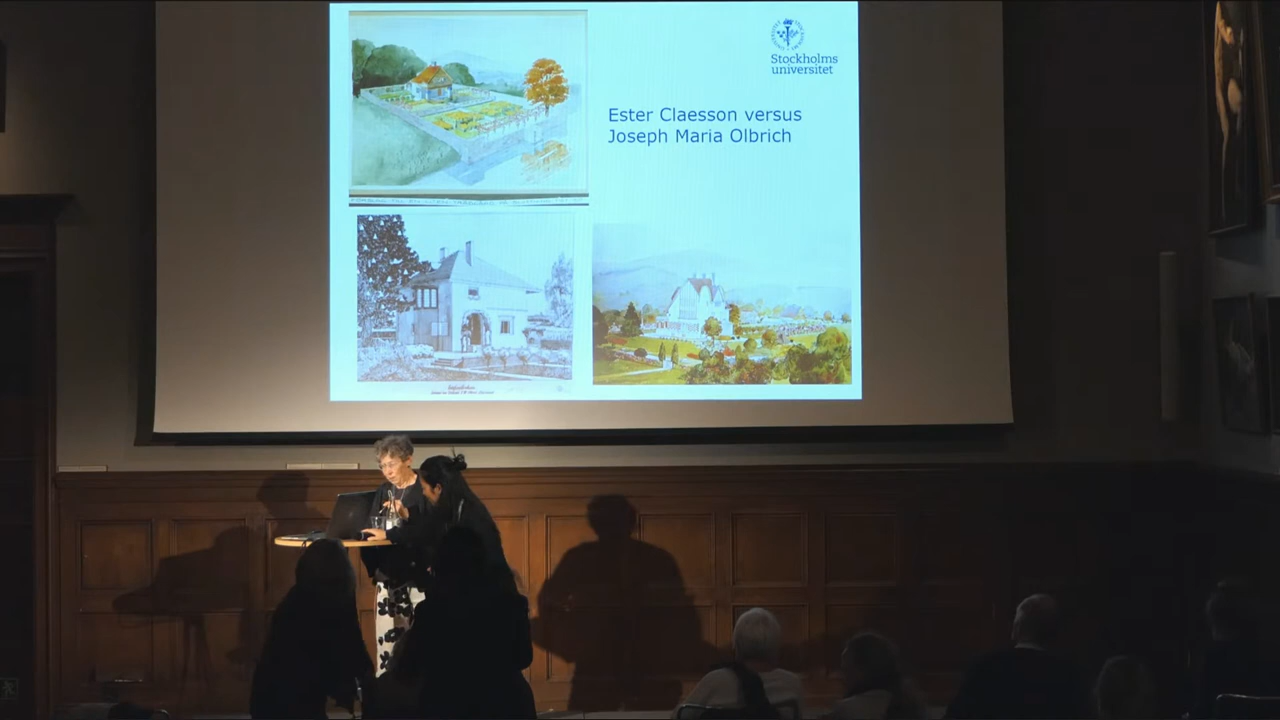 Stockholms
universitet
Ester Claesson versus
Joseph Maria Olbrich